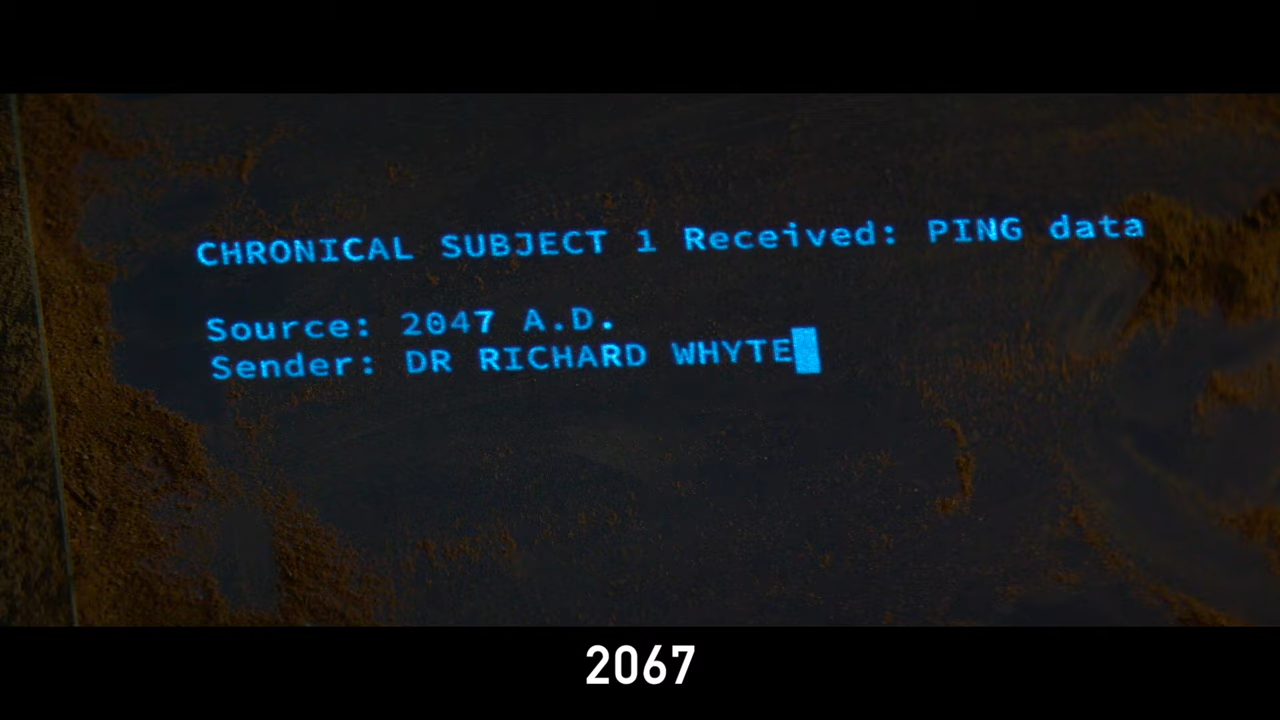 CHRONICAL SUBJECT 1 Received: PING data
Source: 2047 A.D.
Sender: DR RICHARD WHYTE
2067